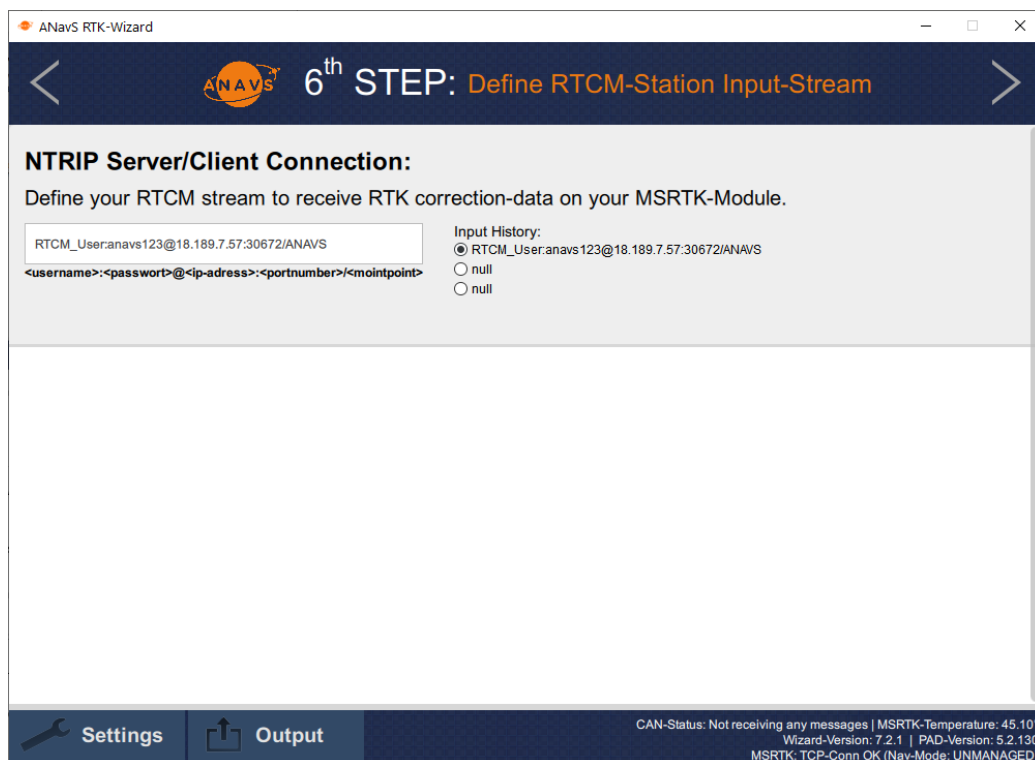 ANavS RTK-Wizard
ANAVS 6th STEP: Define RTCM-Station Input-Stream
NTRIP Server/Client Connection:
Define your RTCM stream to receive RTK correction-data on your MSRTK-Module.
RTCM_User:anavs123@18.189.7.57:30672/ANAVS
<username>:<passwort>@<ip-adress>:<portnumber>/<mointpoint>
Input History:
RTCM_User:anavs123@18.189.7.57:30672/ANAVS
null
null
Settings
Output
CAN-Status: Not receiving any messages | MSRTK-Temperature: 45.10
Wizard-Version: 7.2.1 | PAD-Version: 5.2.130
MSRTK: TCP-Conn OK (Nav-Mode: UNMANAGED